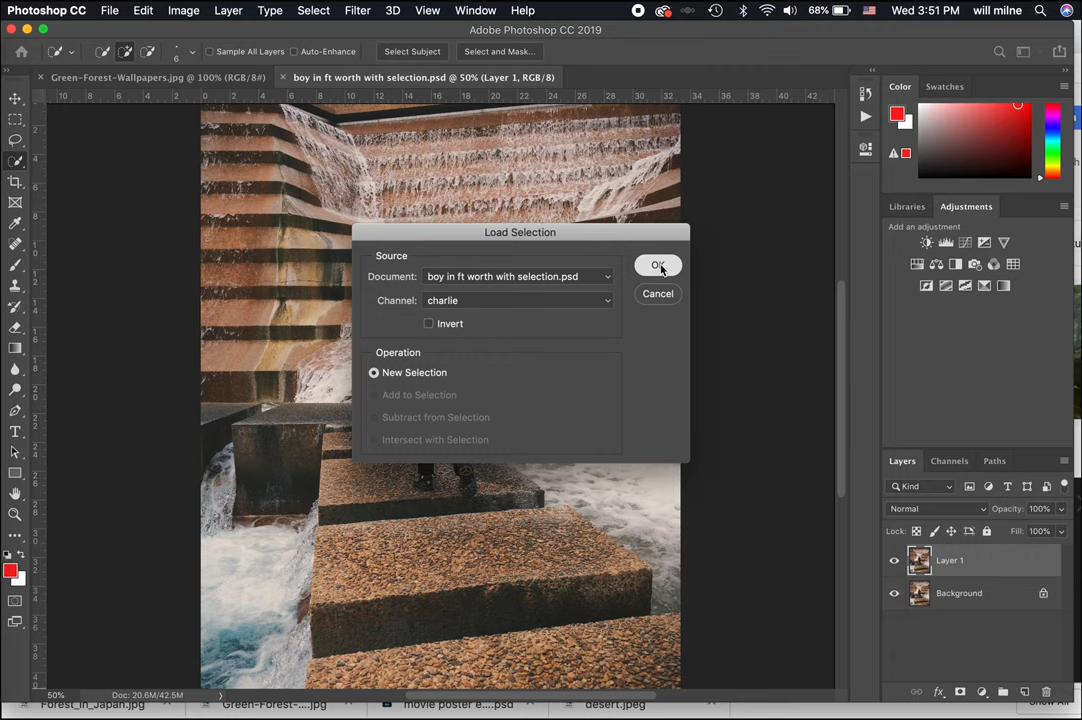 Photoshop CC File Edit Image Layer Type Select Filter 3D View Window Help 68% Wed 3:51 PM will milne
Adobe Photoshop CC 2019
6 Sample All Layers Auto-Enhance Select Subject Select and Mask...
Green-Forest-Wallpapers.jpg @ 100% (RGB/8#) boy in ft worth with selection.psd @ 50% (Layer 1, RGB/8)
Color Swatches
Libraries Adjustments
Add an adjustment
Load Selection
Source
Document: boy in ft worth with selection.psd
Channel: charlie
Invert
OK
Cancel
Operation
New Selection
Add to Selection
Subtract from Selection
Intersect with Selection
Layers Channels Paths
Kind
Normal Opacity: 100%
Lock: Fill: 100%
Layer 1
Background
50% Doc: 20.6M/42.5M
Forest_in_Japan.jpg Green-Forest-....jpg movie poster e....psd desert.jpeg Show All